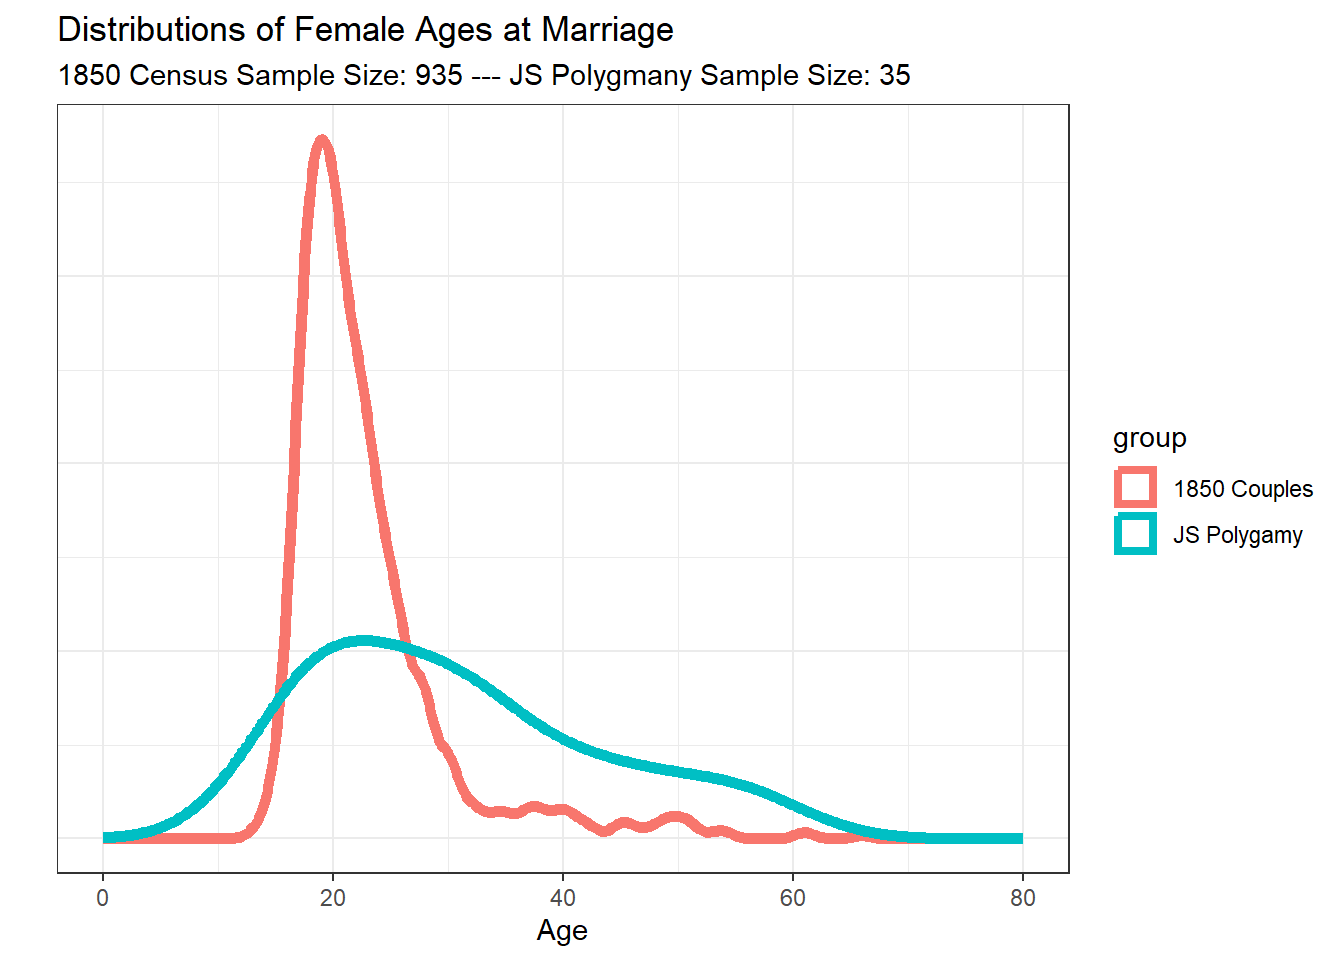 Distributions of Female Ages at Marriage
1850 Census Sample Size: 935 --- JS Polygmany Sample Size: 35
group
1850 Couples
JS Polygamy
0 20 40 60 80
Age